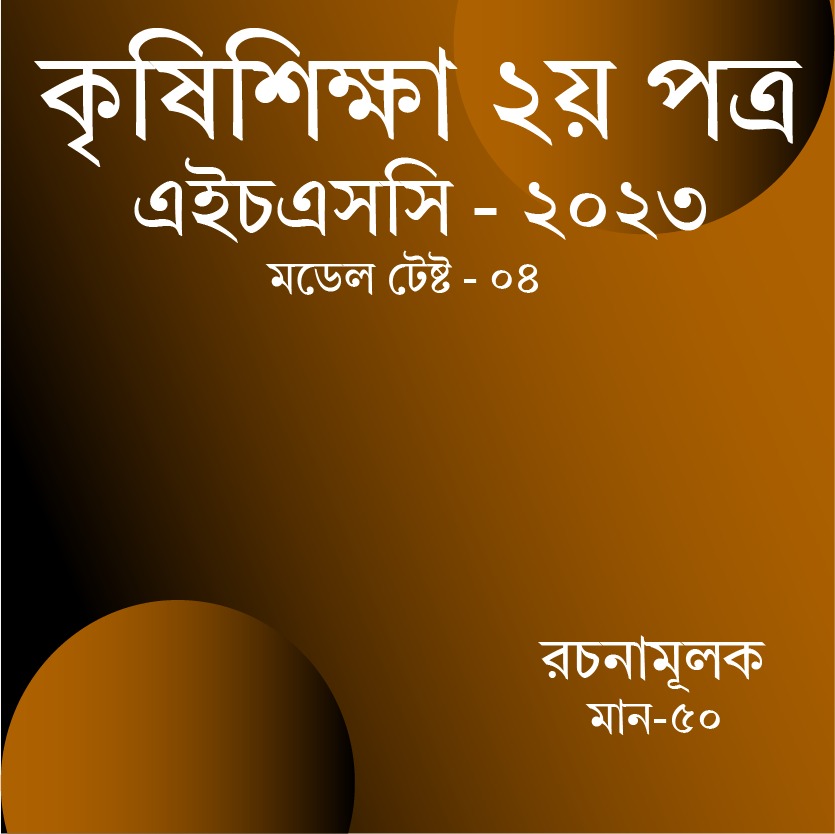 কৃষিশিক্ষা ২য় পত্র
এইচএসসি - ২০২৩
মডেল টেষ্ট - ০৪
রচনামূলক
মান-৫০